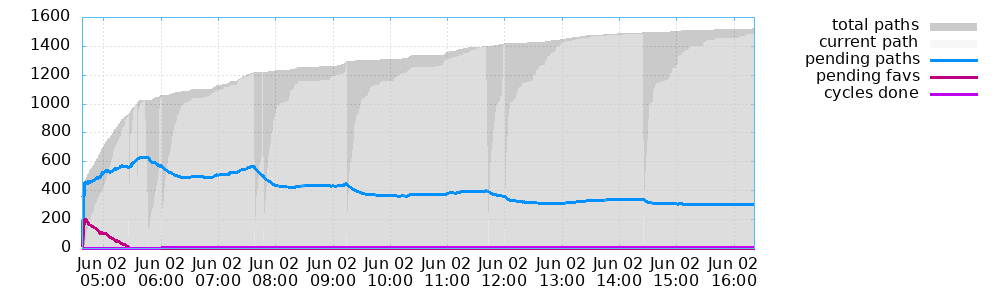 1600
1400
1200
1000
800
600
400
200
0
Jun 02 Jun 02 Jun 02 Jun 02 Jun 02 Jun 02 Jun 02 Jun 02 Jun 02 Jun 02 Jun 02 Jun 02
05:00 06:00 07:00 08:00 09:00 10:00 11:00 12:00 13:00 14:00 15:00 16:00
total paths
current path
pending paths
pending favs
cycles done